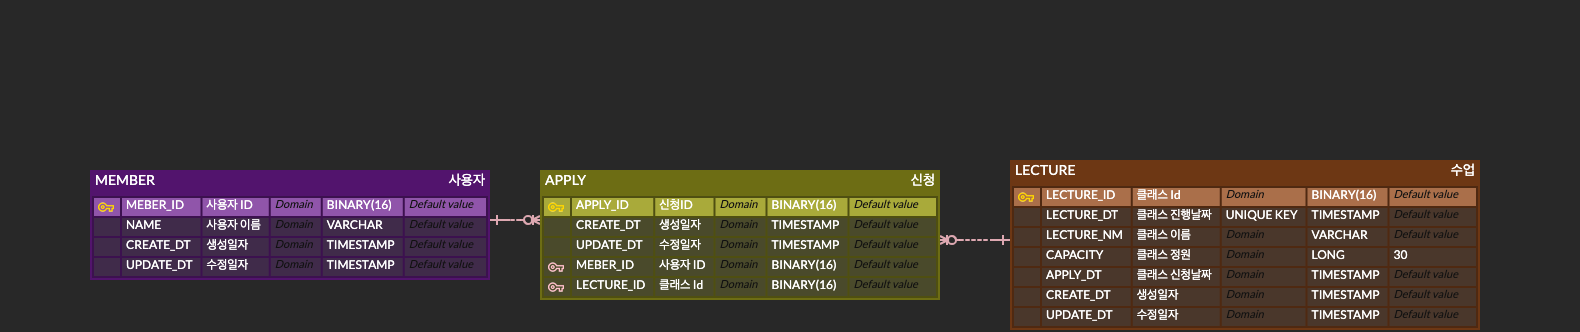 MEMBER 사용자
MEBER_ID 사용자 ID Domain BINARY(16) Default value
NAME 사용자 이름 Domain VARCHAR Default value
CREATE_DT 생성일자 Domain TIMESTAMP Default value
UPDATE_DT 수정일자 Domain TIMESTAMP Default value
APPLY 신청
APPLY_ID 신청ID Domain BINARY(16) Default value
CREATE_DT 생성일자 Domain TIMESTAMP Default value
UPDATE_DT 수정일자 Domain TIMESTAMP Default value
MEBER_ID 사용자 ID Domain BINARY(16) Default value
LECTURE_ID 클래스 Id Domain BINARY(16) Default value
LECTURE 수업
LECTURE_ID 클래스 Id Domain BINARY(16) Default value
LECTURE_DT 클래스 진행날짜 UNIQUE KEY TIMESTAMP Default value
LECTURE_NM 클래스 이름 Domain VARCHAR Default value
CAPACITY 클래스 정원 Domain LONG 30
APPLY_DT 클래스 신청날짜 Domain TIMESTAMP Default value
CREATE_DT 생성일자 Domain TIMESTAMP Default value
UPDATE_DT 수정일자 Domain TIMESTAMP Default value